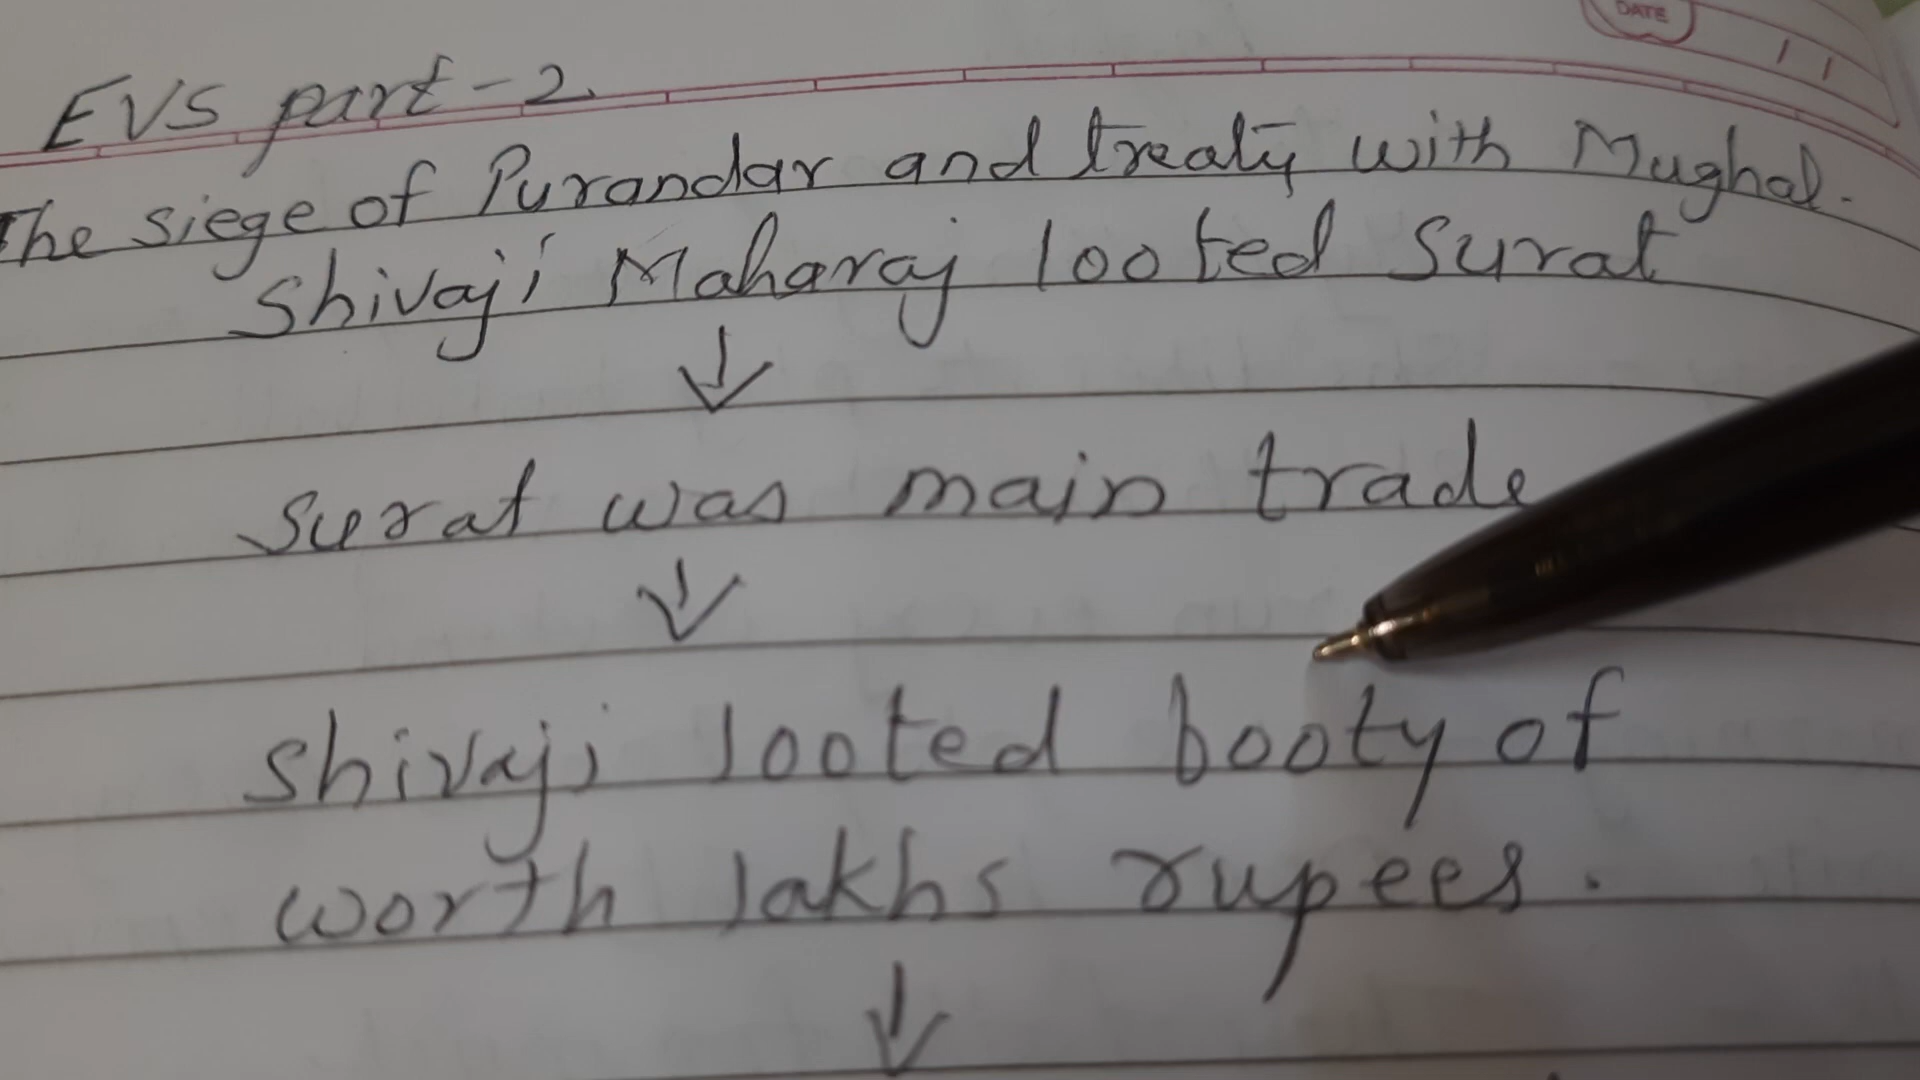 DATE
EVS part-2.
The siege of Purandar and treaty with Mughal.
Shivaji Maharaj looted Surat
↓
Surat was main trade
↓
Shivaji looted booty of
worth lakhs rupees.
↓